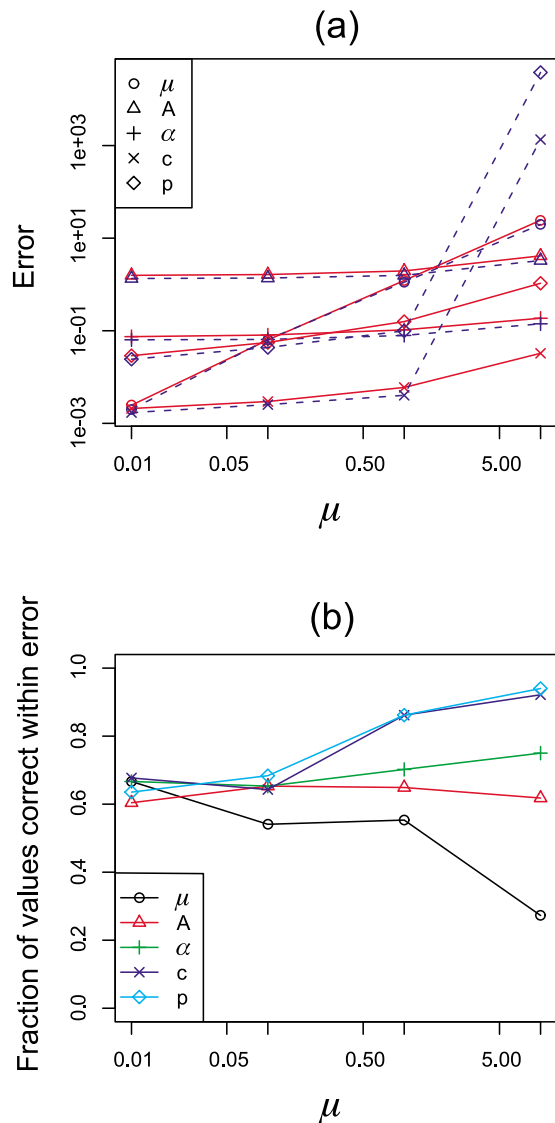 (a)
μ
A
α
c
p
Error
1e+03
1e+01
1e-01
1e-03
0.01 0.05 0.50 5.00
μ
(b)
Fraction of values correct within error
1.0
0.8
0.6
0.4
0.2
0.0
μ
A
α
c
p
0.01 0.05 0.50 5.00
μ